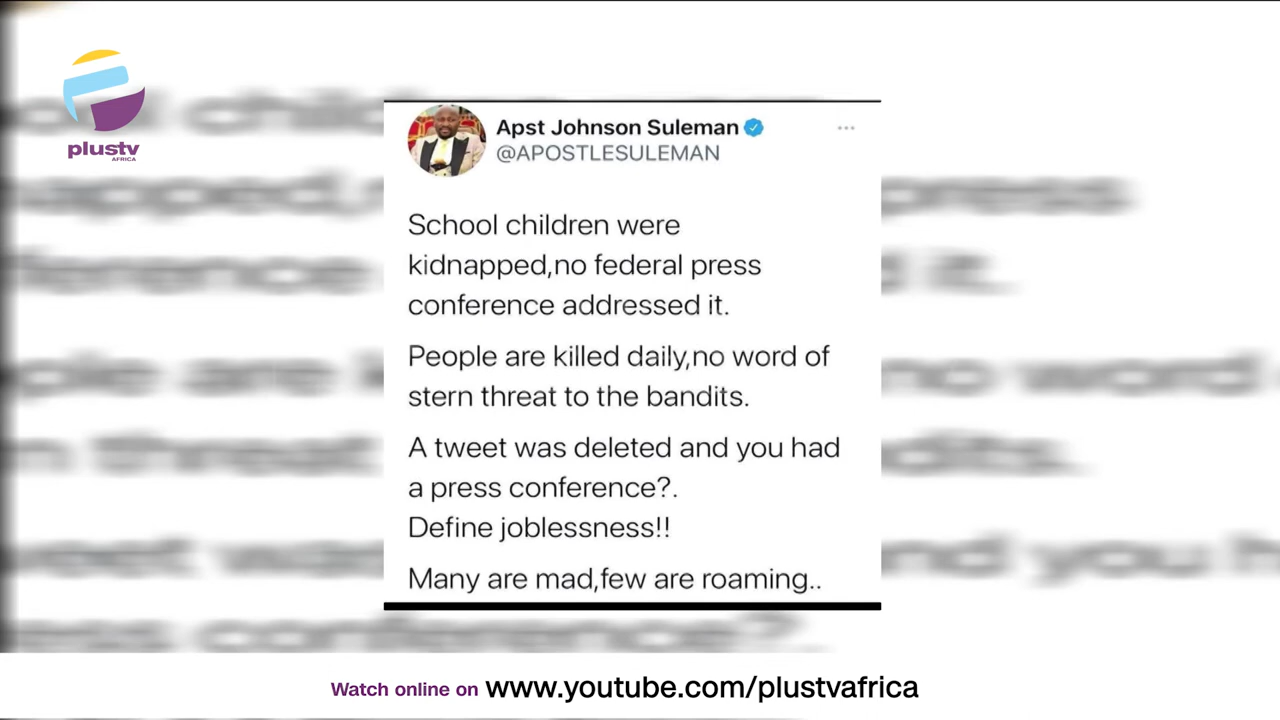 plustv
AFRICA
Apst Johnson Suleman
@APOSTLESULEMAN
School children were
kidnapped,no federal press
conference addressed it.
People are killed daily,no word of
stern threat to the bandits.
A tweet was deleted and you had
a press conference?.
Define joblessness!!
Many are mad,few are roaming..
Watch online on www.youtube.com/plustvafrica